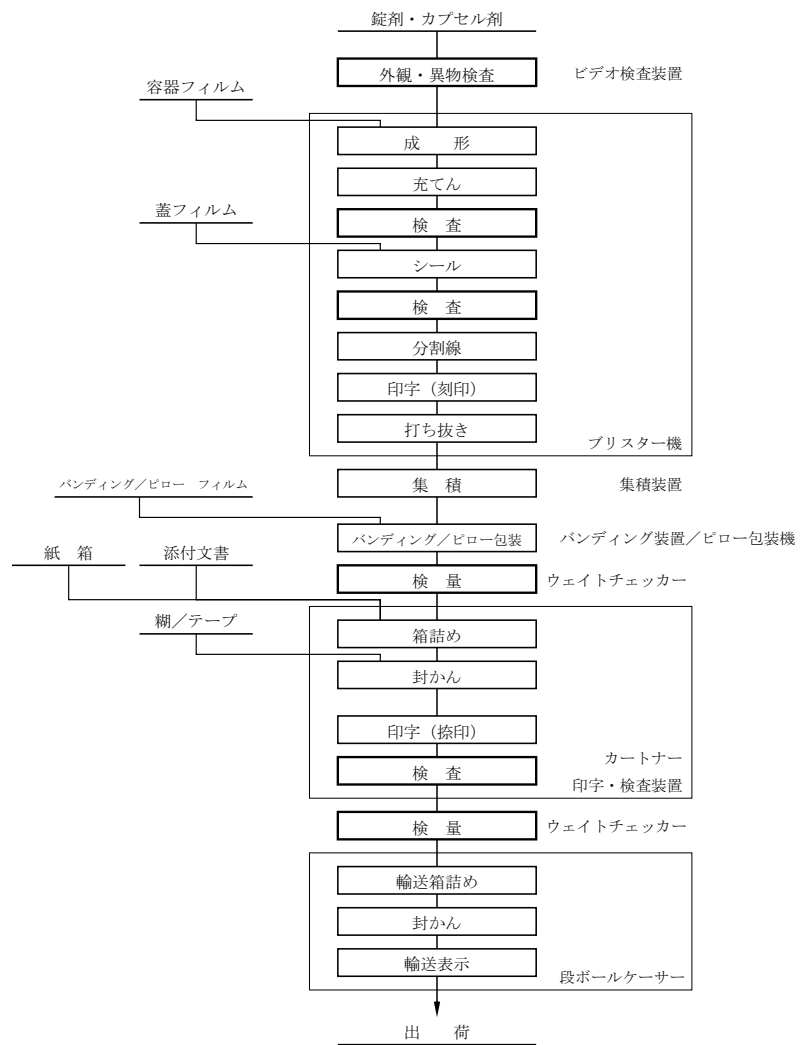 錠剤・カプセル剤
外観・異物検査
ビデオ検査装置
容器フィルム
成　形
充てん
蓋フィルム
検　査
シール
検　査
分割線
印字（刻印）
打ち抜き
ブリスター機
バンディング／ピロー　フィルム
集　積
集積装置
バンディング／ピロー包装
バンディング装置／ピロー包装機
紙　箱
添付文書
検　量
ウェイトチェッカー
糊／テープ
箱詰め
封かん
印字（捺印）
カートナー
検　査
印字・検査装置
検　量
ウェイトチェッカー
輸送箱詰め
封かん
輸送表示
段ボールケーサー
出　荷